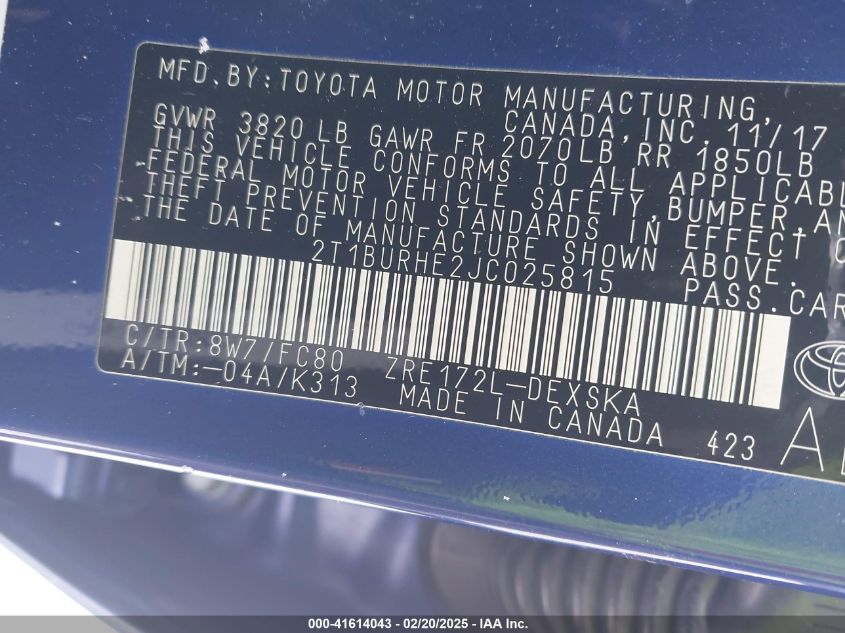 MFD.BY:TOYOTA MOTOR MANUFACTURING,
CANADA,INC. 11/17
GVWR 3820 LB GAWR FR 2070LB RR 1850LB
THIS VEHICLE CONFORMS TO ALL APPLICABL
FEDERAL MOTOR VEHICLE SAFETY,BUMPER,AN
THEFT PREVENTION STANDARDS IN EFFECT O
THE DATE OF MANUFACTURE SHOWN ABOVE.
2T1BURHE2JC025815 PASS.CAR
C/TR:8W7/FC80 ZRE172L-DEXSKA
A/TM:-04A/K313 MADE IN CANADA 423
000-41614043 — 02/20/2025 — IAA Inc.